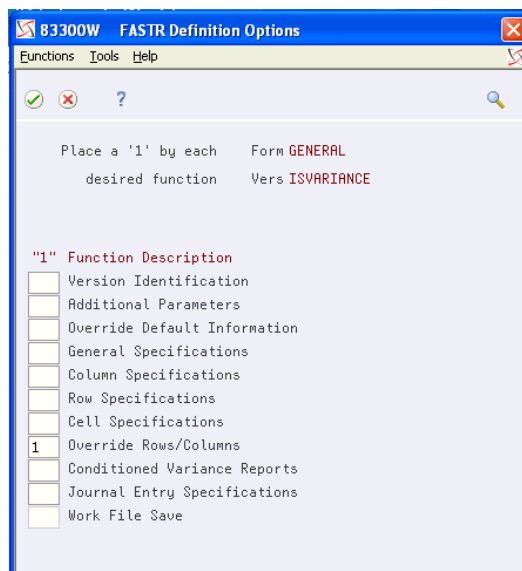 83300W FASTR Definition Options
Functions Tools Help
?
Place a '1' by each Form GENERAL
desired function Vers ISVARIANCE
"1" Function Description
Version Identification
Additional Parameters
Override Default Information
General Specifications
Column Specifications
Row Specifications
Cell Specifications
1 Override Rows/Columns
Conditioned Variance Reports
Journal Entry Specifications
Work File Save